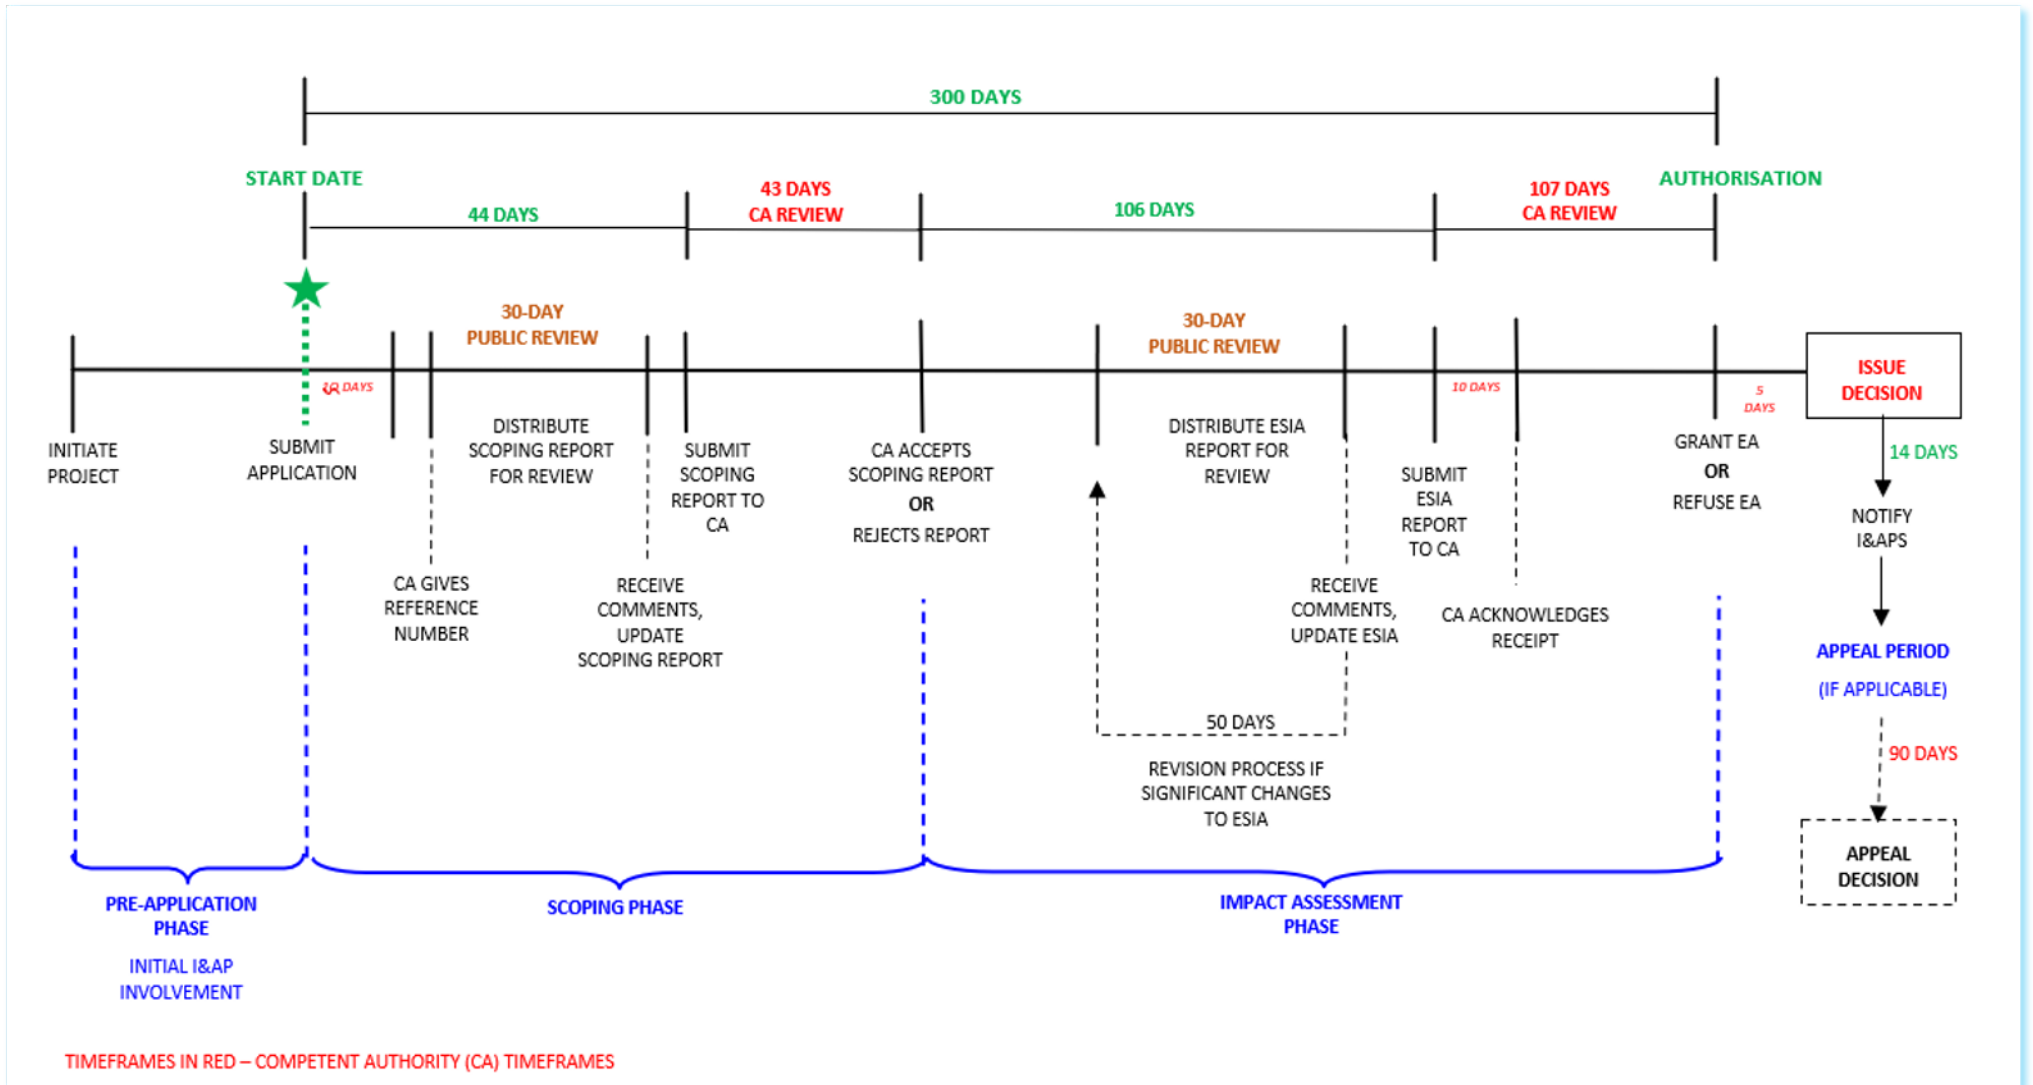 300 DAYS
START DATE
AUTHORISATION
44 DAYS
43 DAYS
CA REVIEW
106 DAYS
107 DAYS
CA REVIEW
30-DAY
PUBLIC REVIEW
30-DAY
PUBLIC REVIEW
DAYS
10 DAYS
5
DAYS
ISSUE
DECISION
INITIATE
PROJECT
SUBMIT
APPLICATION
DISTRIBUTE
SCOPING REPORT
FOR REVIEW
SUBMIT
SCOPING
REPORT TO
CA
CA ACCEPTS
SCOPING REPORT
OR
REJECTS REPORT
DISTRIBUTE ESIA
REPORT FOR
REVIEW
SUBMIT
ESIA
REPORT
TO CA
GRANT EA
OR
REFUSE EA
14 DAYS
NOTIFY
I&APS
CA GIVES
REFERENCE
NUMBER
RECEIVE
COMMENTS,
UPDATE
SCOPING REPORT
RECEIVE
COMMENTS,
UPDATE ESIA
CA ACKNOWLEDGES
RECEIPT
APPEAL PERIOD
(IF APPLICABLE)
50 DAYS
REVISION PROCESS IF
SIGNIFICANT CHANGES
TO ESIA
90 DAYS
APPEAL
DECISION
PRE-APPLICATION
PHASE
INITIAL I&AP
INVOLVEMENT
SCOPING PHASE
IMPACT ASSESSMENT
PHASE
TIMEFRAMES IN RED – COMPETENT AUTHORITY (CA) TIMEFRAMES